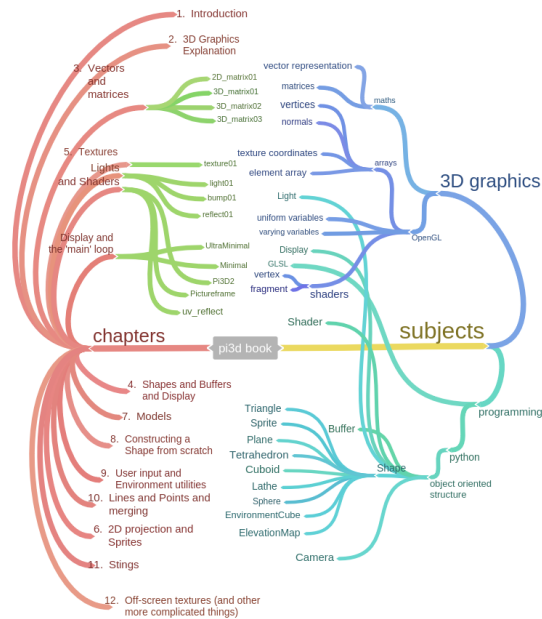 1. Introduction
2. 3D Graphics
Explanation
3. Vectors
and
matrices
2D_matrix01
3D_matrix01
3D_matrix02
3D_matrix03
5. Textures
Lights
and Shaders
texture01
light01
bump01
reflect01
Display and
the 'main' loop
UltraMinimal
Minimal
Pi3D2
Pictureframe
uv_reflect
chapters
pi3d book
subjects
4. Shapes and Buffers
and Display
7. Models
8. Constructing a
Shape from scratch
9. User input and
Environment utilities
10. Lines and Points and
merging
6. 2D projection and
Sprites
11. Stings
12. Off-screen textures (and other
more complicated things)
vector representation
matrices
maths
vertices
normals
texture coordinates
arrays
element array
3D graphics
Light
uniform variables
varying variables
OpenGL
Display
GLSL
vertex
fragment
shaders
Shader
programming
python
object oriented
structure
Buffer
Shape
Triangle
Sprite
Plane
Tetrahedron
Cuboid
Lathe
Sphere
EnvironmentCube
ElevationMap
Camera